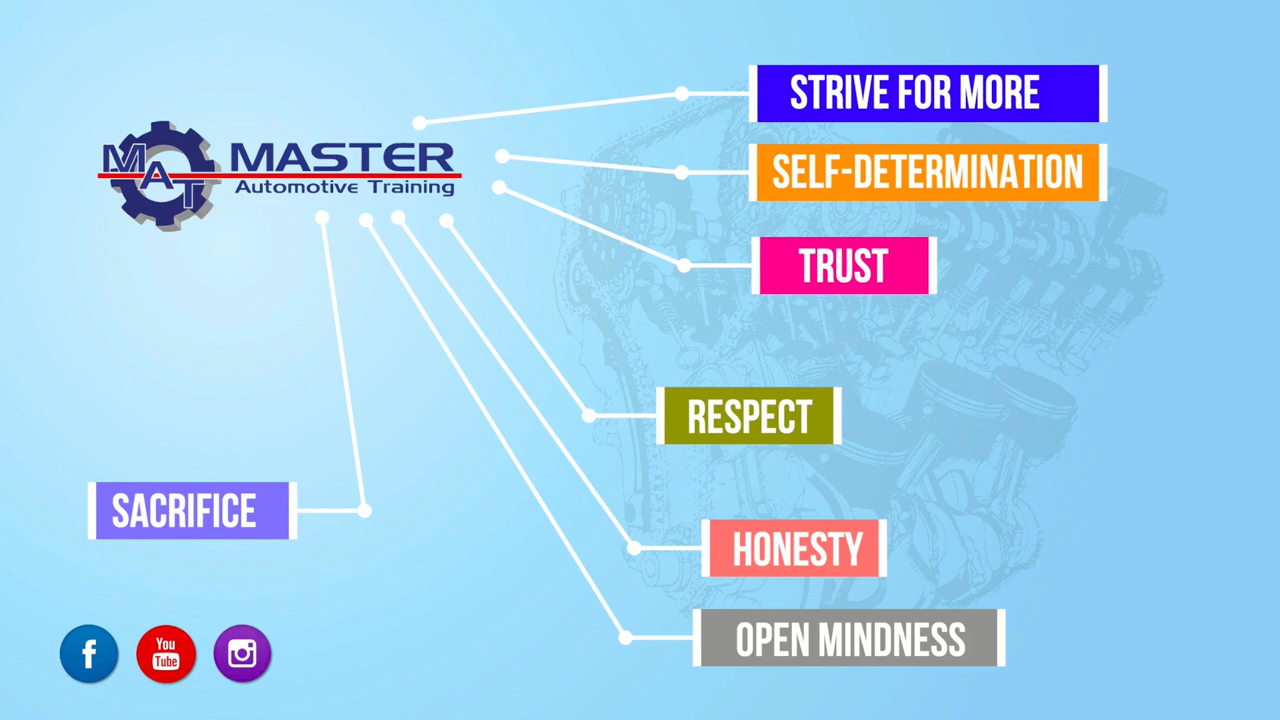 STRIVE FOR MORE
MAT
MASTER
Automotive Training
SELF-DETERMINATION
TRUST
RESPECT
SACRIFICE
HONESTY
OPEN MINDNESS
f
You
Tube